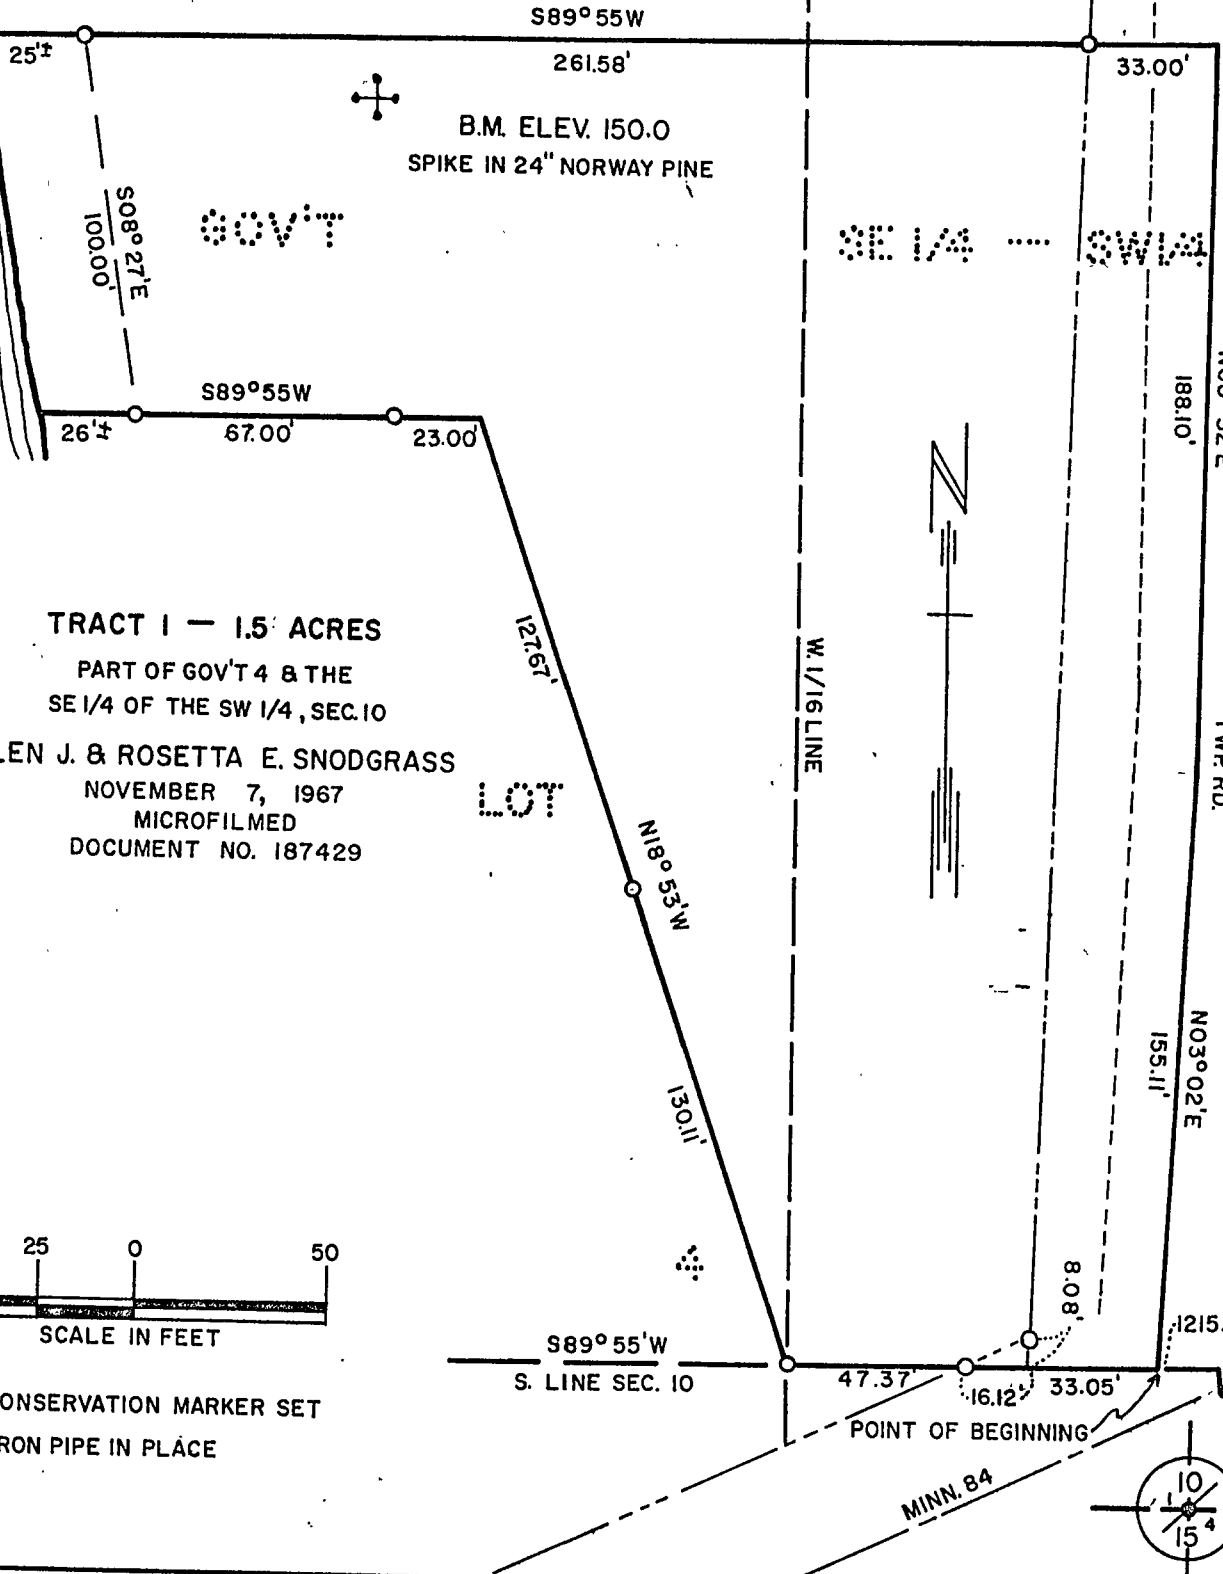 S89°55W
25'±
261.58'
33.00'
B.M. ELEV. 150.0
SPIKE IN 24" NORWAY PINE
S08°27'E
100.00'
GOV'T
SE 1/4 — SW1/4
188.10'
S89°55W
26'±
67.00'
23.00'
N
127.67'
TRACT 1 — 1.5 ACRES
PART OF GOV'T 4 & THE
SE 1/4 OF THE SW 1/4, SEC.10
LEN J. & ROSETTA E. SNODGRASS
NOVEMBER 7, 1967
MICROFILMED
DOCUMENT NO. 187429
LOT
W. 1/16 LINE
TWP. RD.
N18°53'W
N03°02'E
155.11'
130.11'
4
25 0 50
SCALE IN FEET
8.08'
1215.
S89°55'W
S. LINE SEC. 10
47.37'
16.12'
33.05'
POINT OF BEGINNING
ONSERVATION MARKER SET
RON PIPE IN PLACE
MINN. 84
10
1
15 4